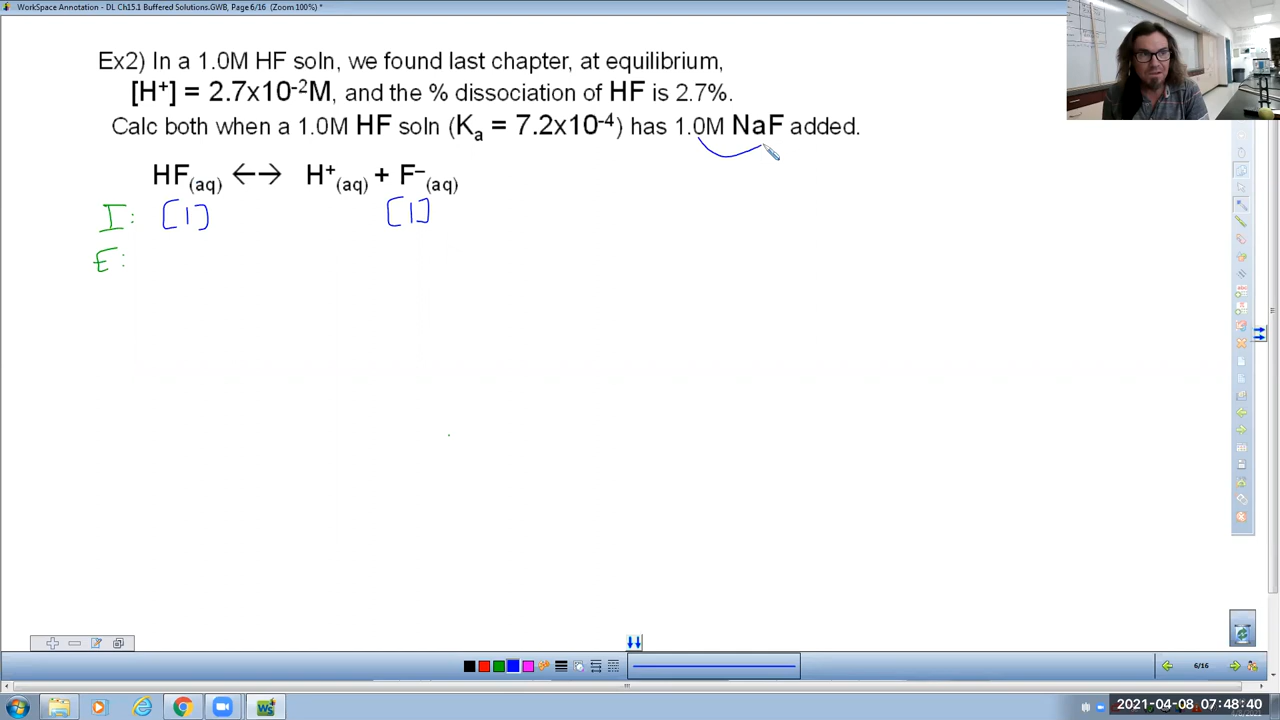 WorkSpace Annotation - DL Ch15.1 Buffered Solutions.GWB, Page 6/16 (Zoom 100%) *
Ex2) In a 1.0M HF soln, we found last chapter, at equilibrium,
[H⁺] = 2.7x10⁻²M, and the % dissociation of HF is 2.7%.
Calc both when a 1.0M HF soln (Kₐ = 7.2x10⁻⁴) has 1.0M NaF added.
HF(aq) ←→ H⁺(aq) + F⁻(aq)
I: [1] [1]
E:
6/16
2021-04-08 07:48:40